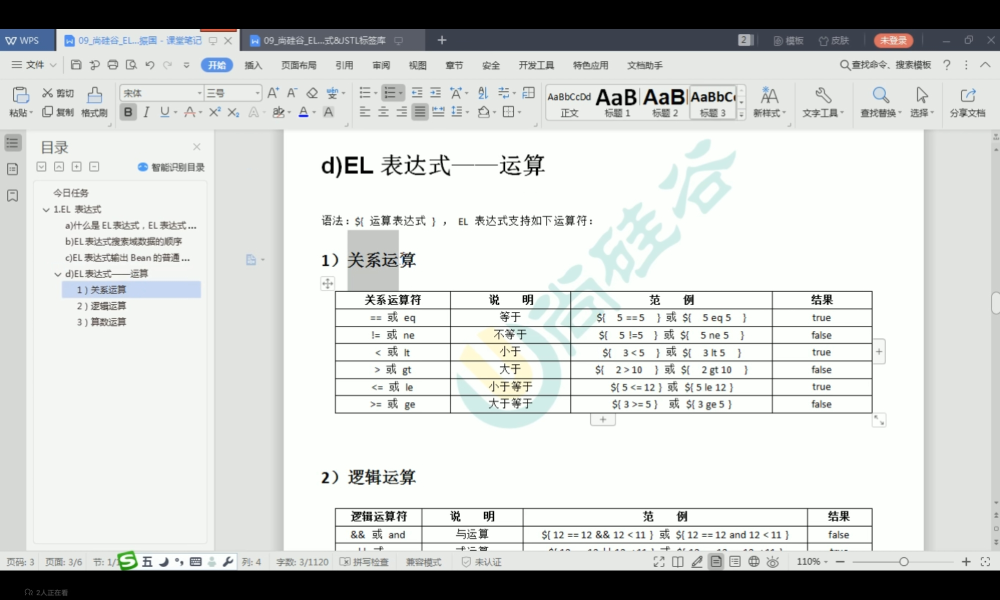 WPS 09_尚硅谷_EL...振国 - 课堂笔记 09_尚硅谷_EL...式&JSTL标签库 2 模板 皮肤 未登录
文件 开始 插入 页面布局 引用 审阅 视图 章节 安全 开发工具 特色应用 文档助手 查找命令、搜索模板
粘贴 剪切 复制 格式刷 宋体 三号
AaBbCcDd 正文 AaB 标题 1 AaB 标题 2 AaBbC 标题 3 新样式 文字工具 查找替换 选择 分享文档
目录
智能识别目录
今日任务
1.EL 表达式
a)什么是 EL 表达式，EL 表达式 ...
b)EL 表达式搜索域数据的顺序
c)EL 表达式输出 Bean 的普通 ...
d)EL 表达式——运算
1）关系运算
2）逻辑运算
3）算数运算
d)EL 表达式——运算
语法：${ 运算表达式 } ， EL 表达式支持如下运算符：
1）关系运算
关系运算符 说 明 范 例 结果
== 或 eq 等于 ${ 5 ==5 } 或 ${ 5 eq 5 } true
!= 或 ne 不等于 ${ 5 !=5 } 或 ${ 5 ne 5 } false
< 或 lt 小于 ${ 3 < 5 } 或 ${ 3 lt 5 } true
> 或 gt 大于 ${ 2 > 10 } 或 ${ 2 gt 10 } false
<= 或 le 小于等于 ${ 5 <= 12 } 或 ${ 5 le 12 } true
>= 或 ge 大于等于 ${ 3 >= 5 } 或 ${ 3 ge 5 } false
尚硅谷
2）逻辑运算
逻辑运算符 说 明 范 例 结果
&& 或 and 与运算 ${ 12 == 12 && 12 < 11 } 或 ${ 12 == 12 and 12 < 11 } false
页码: 3 页面: 3/6 节: 1/ 五 列: 4 字数: 3/1120 拼写检查 兼容模式 未认证 110%
2人正在看